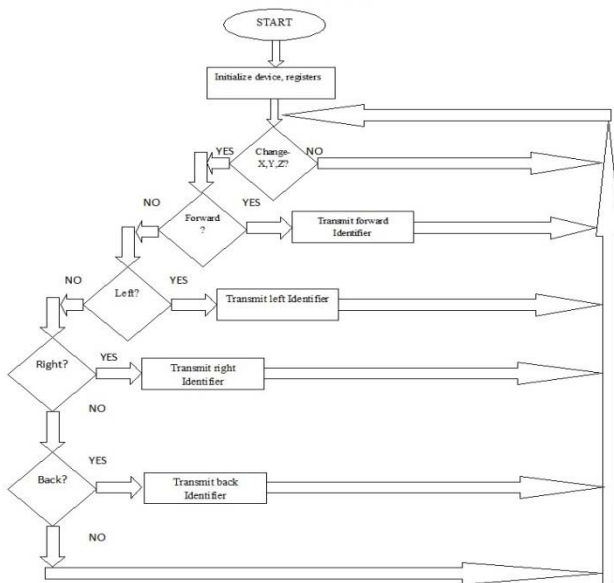 START
Initialize device, registers
YES
Change-
X,Y,Z?
NO
NO
Forward
?
YES
Transmit forward
Identifier
NO
Left?
YES
Transmit left Identifier
Right?
YES
Transmit right
Identifier
NO
Back?
YES
Transmit back
Identifier
NO